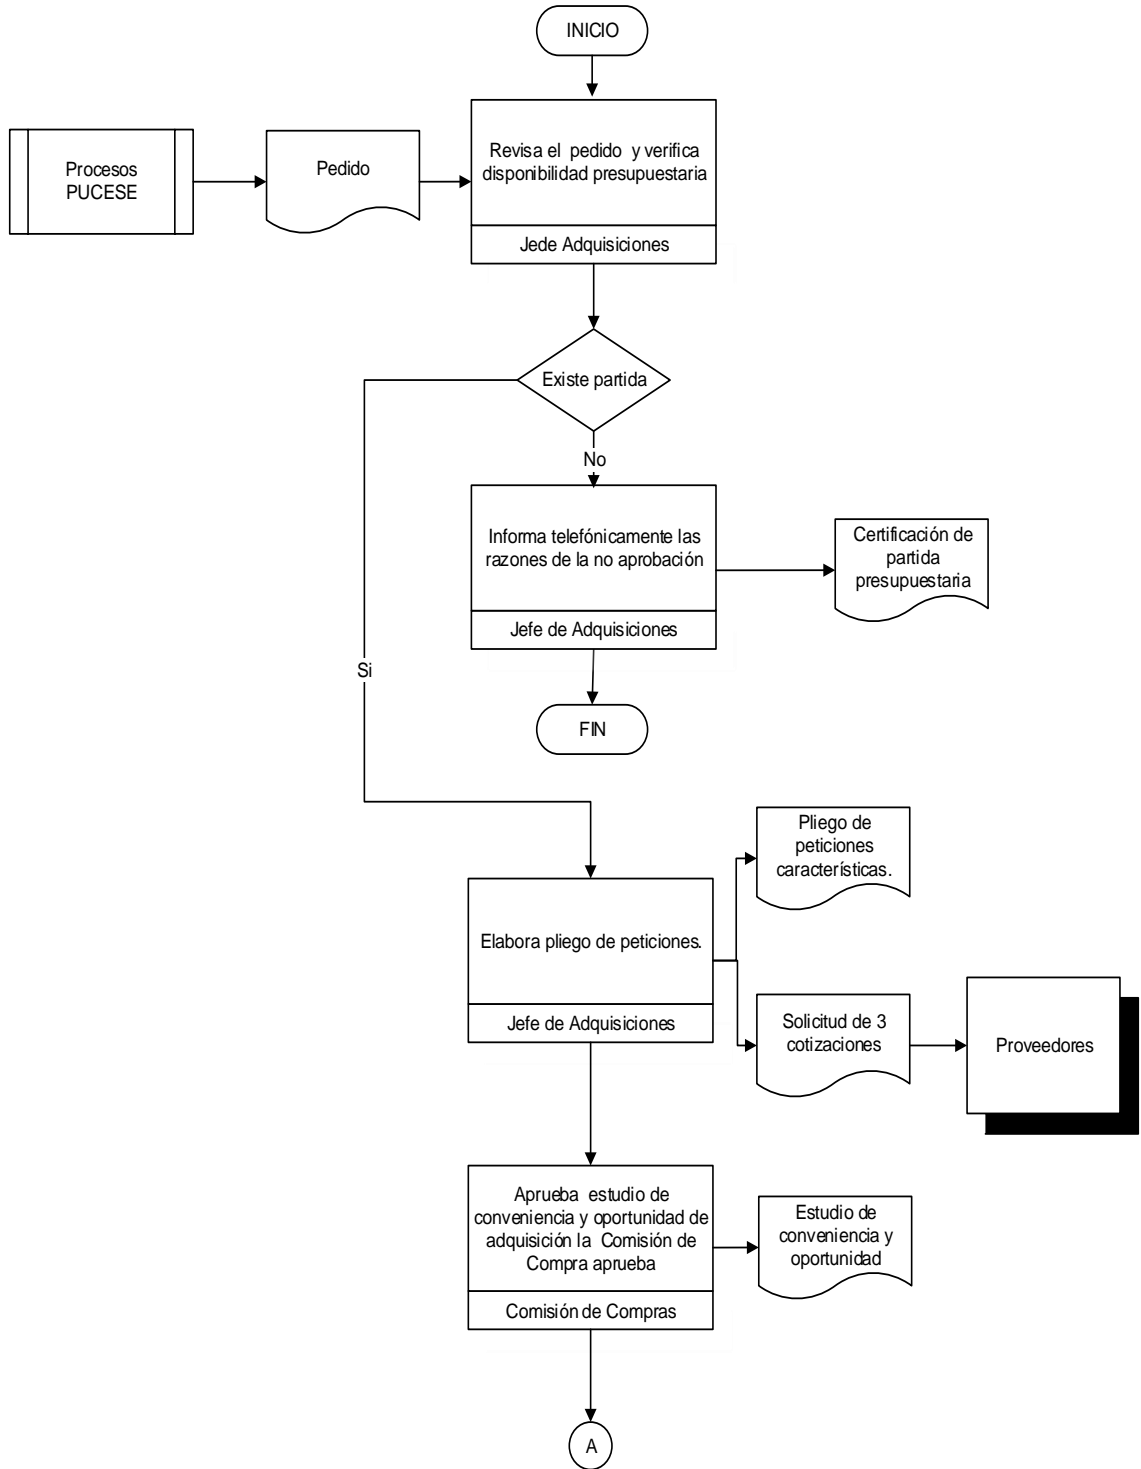 INICIO
Procesos
PUCESE
Pedido
Revisa el pedido y verifica
disponibilidad presupuestaria
Jede Adquisiciones
Existe partida
No
Informa telefónicamente las
razones de la no aprobación
Jefe de Adquisiciones
Certificación de
partida
presupuestaria
Si
FIN
Pliego de
peticiones
características.
Elabora pliego de peticiones.
Jefe de Adquisiciones
Solicitud de 3
cotizaciones
Proveedores
Aprueba estudio de
conveniencia y oportunidad de
adquisición la Comisión de
Compra aprueba
Comisión de Compras
Estudio de
conveniencia y
oportunidad
A